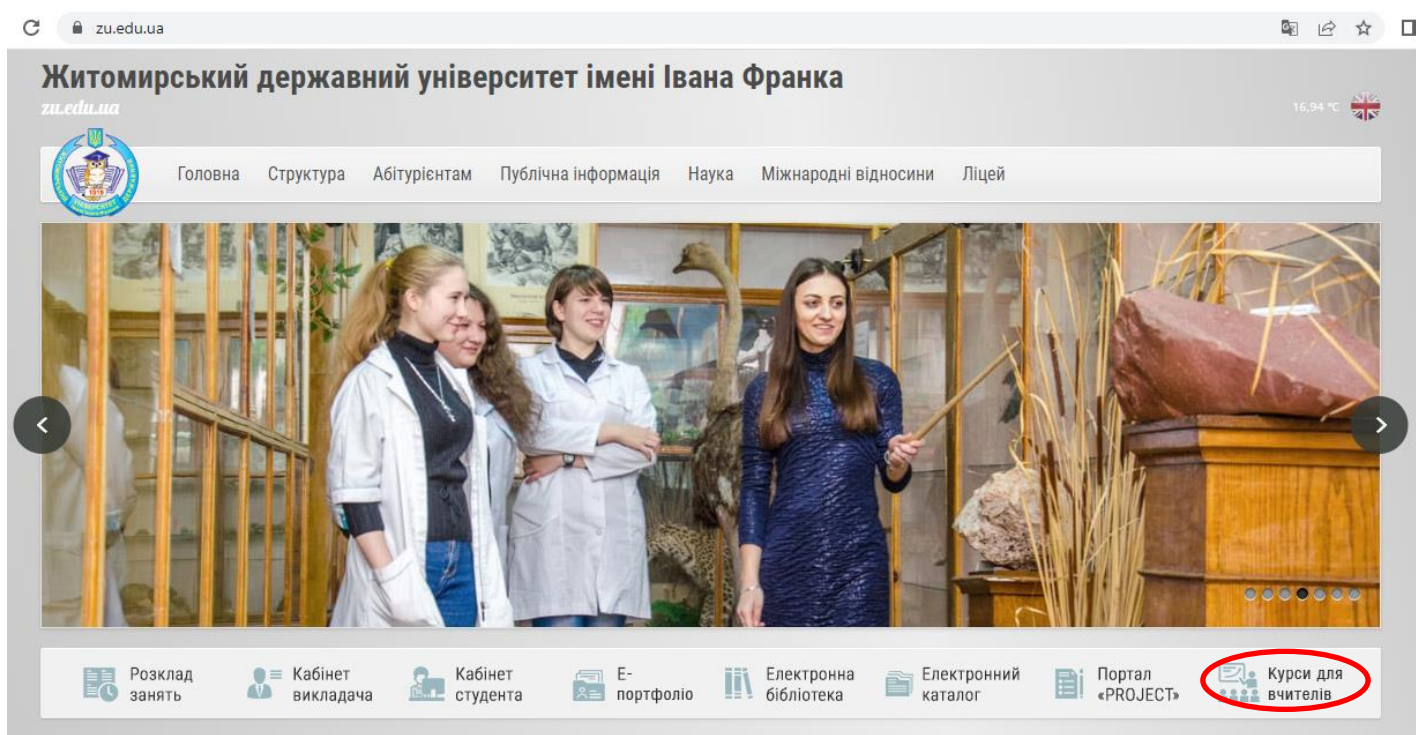 zu.edu.ua
Житомирський державний університет імені Івана Франка
zu.edu.ua
16,94 °C
Головна Структура Абітурієнтам Публічна інформація Наука Міжнародні відносини Ліцей
1919
Розклад занять
Кабінет викладача
Кабінет студента
Е-портфоліо
Електронна бібліотека
Електронний каталог
Портал «PROJECT»
Курси для вчителів